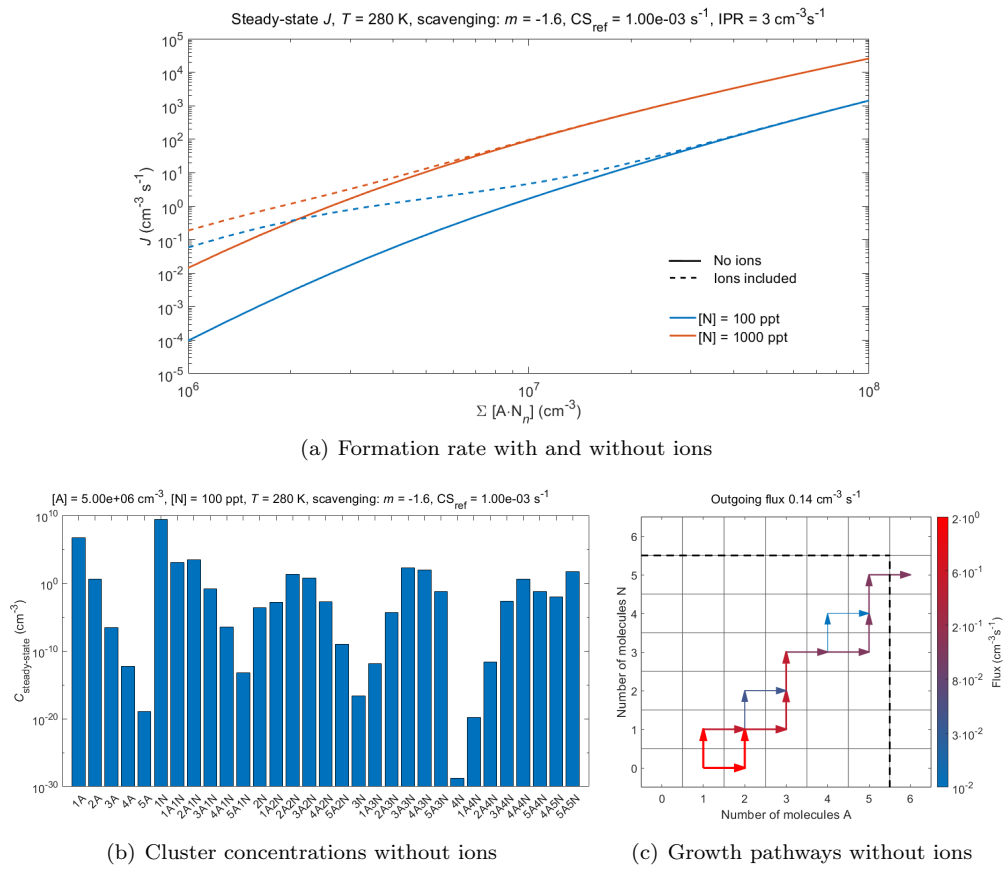 Steady-state J, T = 280 K, scavenging: m = -1.6, CS_ref = 1.00e-03 s^-1, IPR = 3 cm^-3s^-1
10^5
10^4
10^3
10^2
10^1
10^0
10^-1
10^-2
10^-3
10^-4
10^-5
J (cm^-3 s^-1)
No ions
Ions included
[N] = 100 ppt
[N] = 1000 ppt
10^6 10^7 10^8
Σ [A·N_n] (cm^-3)
(a) Formation rate with and without ions
[A] = 5.00e+06 cm^-3, [N] = 100 ppt, T = 280 K, scavenging: m = -1.6, CS_ref = 1.00e-03 s^-1
10^10
10^0
10^-10
10^-20
10^-30
C_steady-state (cm^-3)
1A 2A 3A 4A 5A 1N 1A1N 2A1N 3A1N 4A1N 5A1N 2N 1A2N 2A2N 3A2N 4A2N 5A2N 3N 1A3N 2A3N 3A3N 4A3N 5A3N 4N 1A4N 2A4N 3A4N 4A4N 5A4N 4A5N 5A5N
(b) Cluster concentrations without ions
Outgoing flux 0.14 cm^-3 s^-1
6
5
4
3
2
1
0
Number of molecules N
0 1 2 3 4 5 6
Number of molecules A
2·10^0
6·10^-1
2·10^-1
8·10^-2
3·10^-2
10^-2
Flux (cm^-3s^-1)
(c) Growth pathways without ions